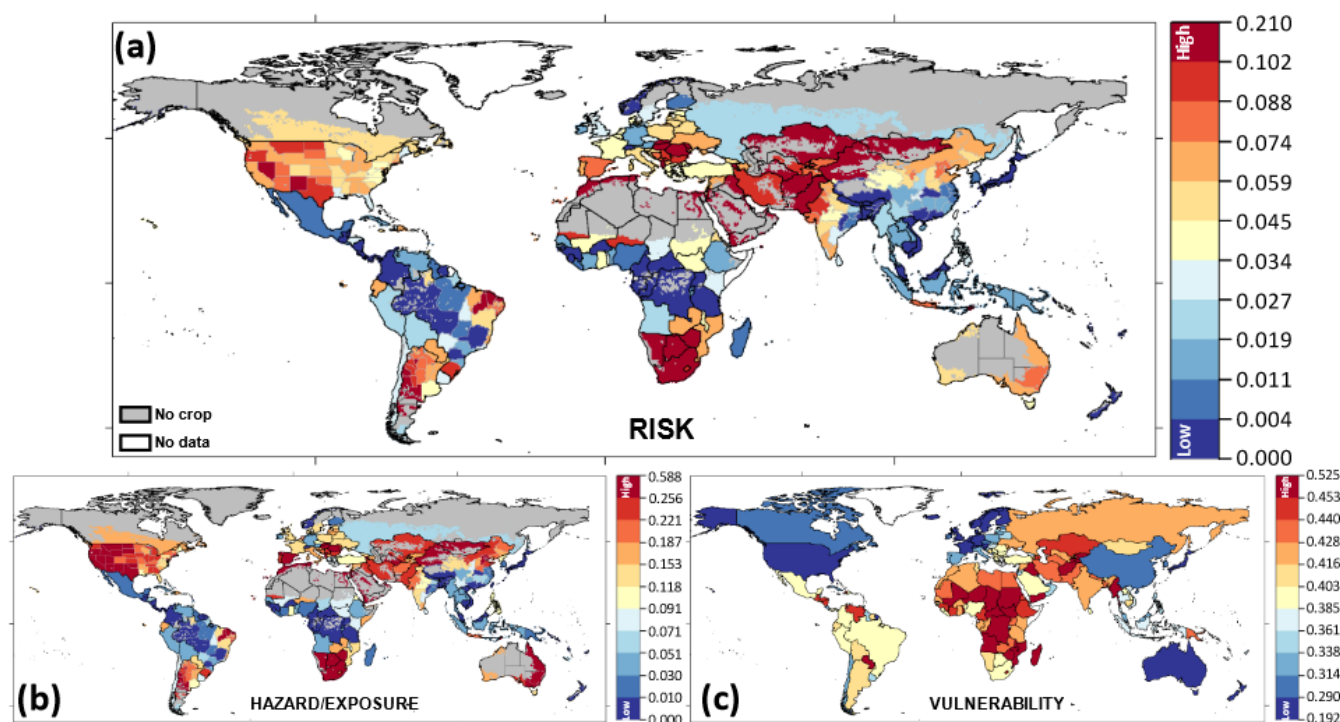 (a)
High
0.210
0.102
0.088
0.074
0.059
0.045
0.034
0.027
0.019
0.011
0.004
0.000
Low
No crop
No data
RISK
(b)
HAZARD/EXPOSURE
High
0.588
0.256
0.221
0.187
0.153
0.118
0.091
0.071
0.051
0.030
0.010
0.000
Low
(c)
VULNERABILITY
High
0.525
0.453
0.440
0.428
0.416
0.403
0.385
0.361
0.338
0.314
0.290
0.192
Low